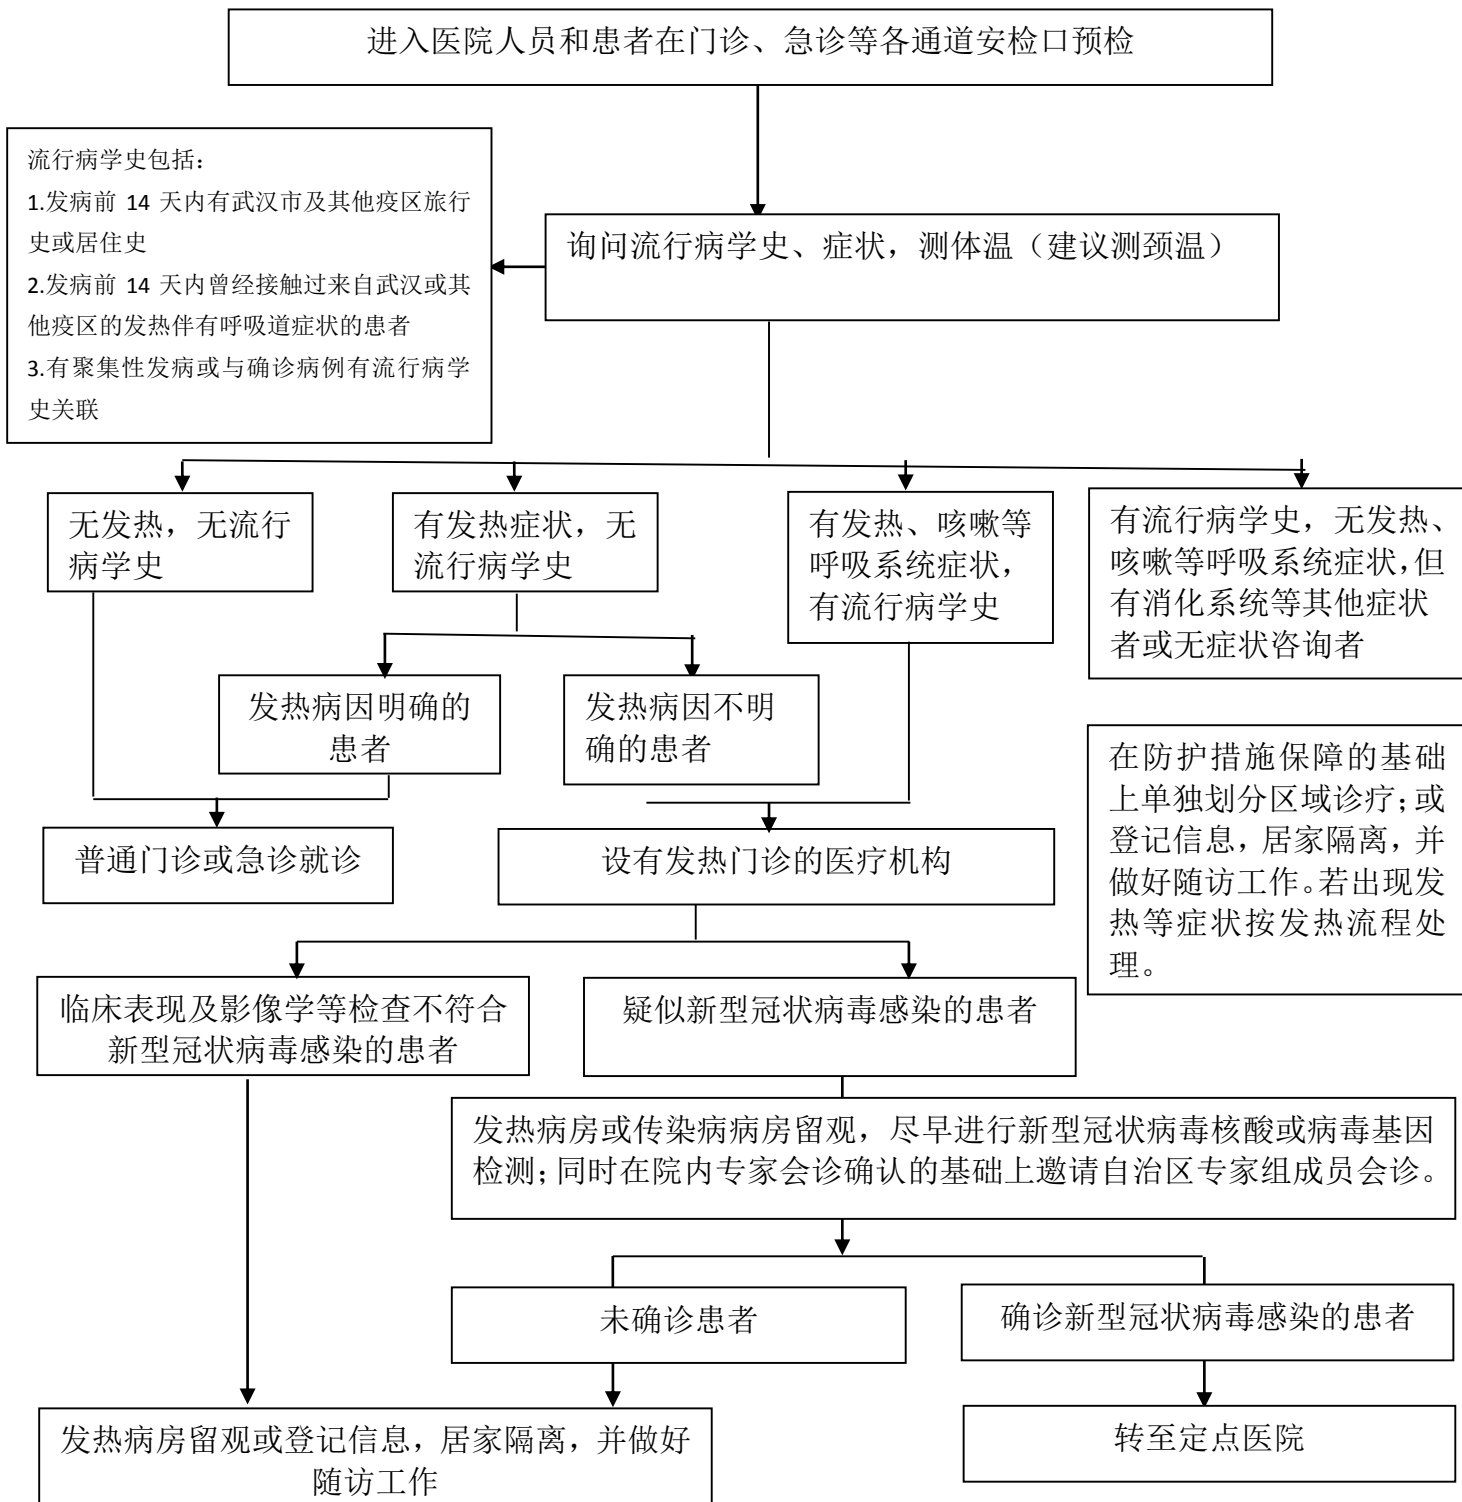 进入医院人员和患者在门诊、急诊等各通道安检口预检
流行病学史包括：
1.发病前 14 天内有武汉市及其他疫区旅行
史或居住史
2.发病前 14 天内曾经接触过来自武汉或其
他疫区的发热伴有呼吸道症状的患者
3.有聚集性发病或与确诊病例有流行病学
史关联
询问流行病学史、症状，测体温（建议测颈温）
无发热，无流行
病学史
有发热症状，无
流行病学史
有发热、咳嗽等
呼吸系统症状，
有流行病学史
有流行病学史，无发热、
咳嗽等呼吸系统症状，但
有消化系统等其他症状
者或无症状咨询者
发热病因明确的
患者
发热病因不明
确的患者
在防护措施保障的基础
上单独划分区域诊疗；或
登记信息，居家隔离，并
做好随访工作。若出现发
热等症状按发热流程处
理。
普通门诊或急诊就诊
设有发热门诊的医疗机构
临床表现及影像学等检查不符合
新型冠状病毒感染的患者
疑似新型冠状病毒感染的患者
发热病房或传染病病房留观，尽早进行新型冠状病毒核酸或病毒基因
检测；同时在院内专家会诊确认的基础上邀请自治区专家组成员会诊。
未确诊患者
确诊新型冠状病毒感染的患者
发热病房留观或登记信息，居家隔离，并做好
随访工作
转至定点医院